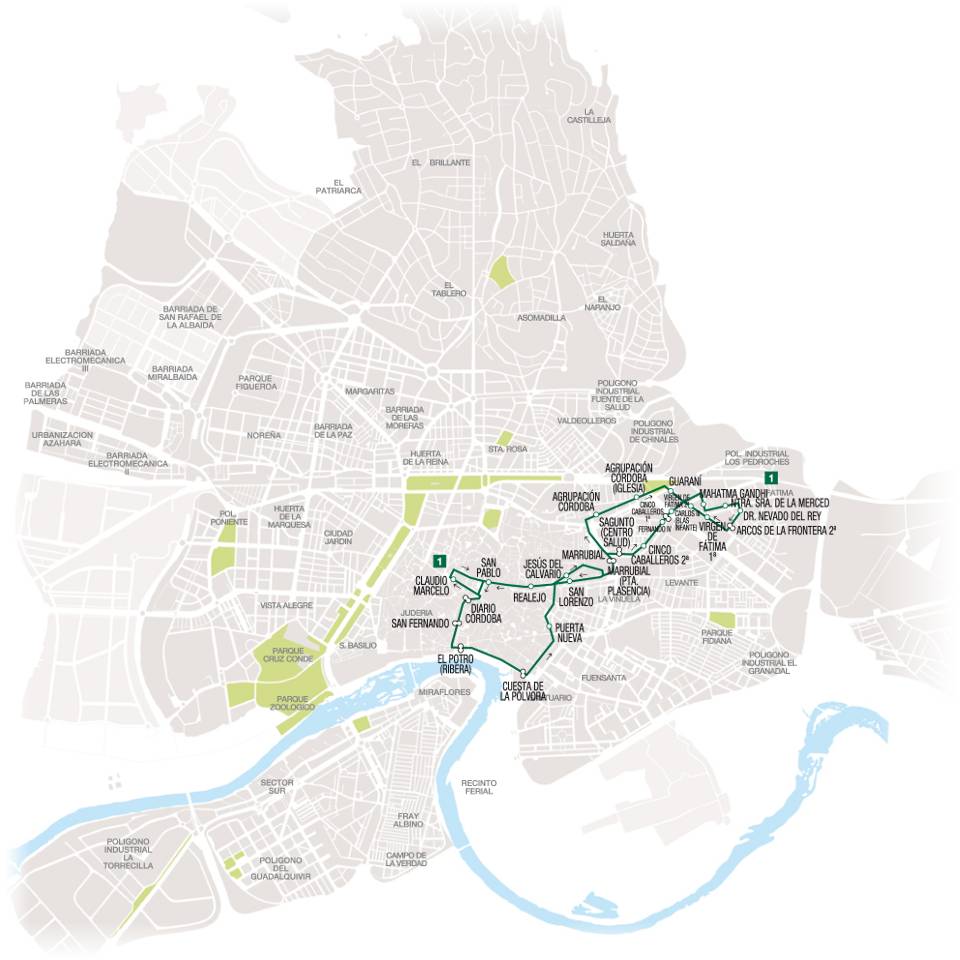 LA
CASTILLEJA
EL BRILLANTE
EL
PATRIARCA
HUERTA
SALDAÑA
EL
TABLERO
EL
NARANJO
BARRIADA DE
SAN RAFAEL DE
LA ALBAIDA
ASOMADILLA
BARRIADA
ELECTROMECANICA
III
BARRIADA
MIRALBAIDA
PARQUE
FIGUEROA
MARGARITAS
BARRIADA
DE LAS
PALMERAS
POLIGONO
INDUSTRIAL
FUENTE DE LA
SALUD
BARRIADA
DE LAS
MORERAS
VALDEOLLEROS
POLIGONO
INDUSTRIAL
DE CHINALES
URBANIZACION
AZAHARA
NOREÑA
BARRIADA
DE LA PAZ
STA. ROSA
BARRIADA
ELECTROMECANICA
II
HUERTA
DE LA REINA
POL. INDUSTRIAL
LOS PEDROCHES
AGRUPACIÓN
CÓRDOBA
(IGLESIA)
GUARANÍ
1
MAHATMA GANDHI
FÁTIMA
AGRUPACIÓN
CÓRDOBA
CINCO
CABALLEROS
1ª
VIRGEN DE
NTRA. SRA. DE LA MERCED
CARLOS III
(BLAS
INFANTE)
DR. NEVADO DEL REY
FERNANDO IV
SAGUNTO
(CENTRO
SALUD)
VIRGEN
DE
FÁTIMA
1ª
ARCOS DE LA FRONTERA 2ª
POL.
PONIENTE
HUERTA
DE LA
MARQUESA
CIUDAD
JARDIN
CINCO
CABALLEROS 2ª
MARRUBIAL
1
SAN
PABLO
JESÚS DEL
CALVARIO
MARRUBIAL
(PTA.
PLASENCIA)
CLAUDIO
MARCELO
LEVANTE
REALEJO
SAN
LORENZO
LA VIÑUELA
VISTA ALEGRE
JUDERIA
DIARIO
CÓRDOBA
SAN FERNANDO
PUERTA
NUEVA
PARQUE
FIDIANA
S. BASILIO
PARQUE
CRUZ CONDE
EL POTRO
(RIBERA)
POLIGONO
INDUSTRIAL EL
GRANADAL
FUENSANTA
MIRAFLORES
CUESTA DE
LA PÓLVORA
PARQUE
ZOOLOGICO
SECTOR
SUR
RECINTO
FERIAL
FRAY
ALBINO
POLIGONO
INDUSTRIAL
LA
TORRECILLA
POLIGONO
DEL
GUADALQUIVIR
CAMPO DE
LA VERDAD